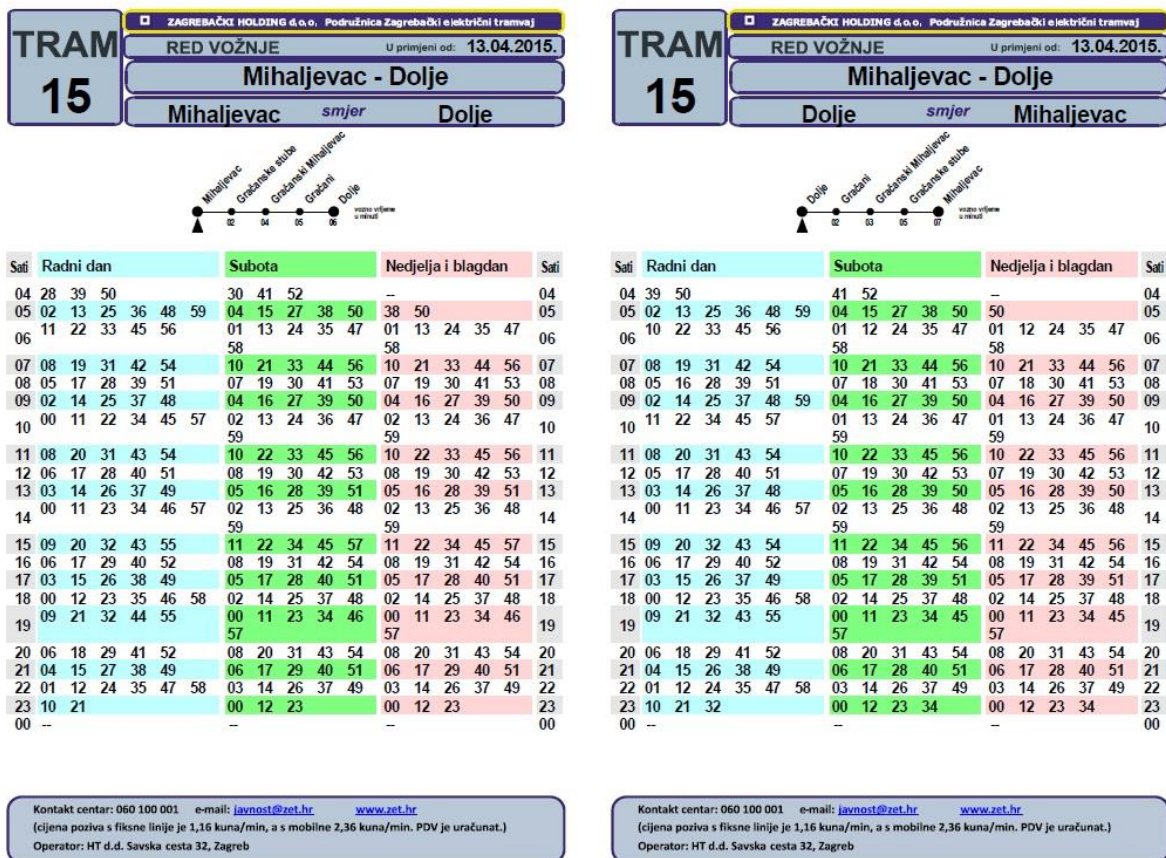 TRAM
15
ZAGREBAČKI HOLDING d.o.o, Podružnica Zagrebački električni tramvaj
RED VOŽNJE U primjeni od: 13.04.2015.
Mihaljevac - Dolje
Mihaljevac smjer Dolje
Mihaljevac Gračanske stube Gračanski Mihaljevac Gračani Dolje
02 04 05 06 vozno vrijeme
u minuti
Sati Radni dan Subota Nedjelja i blagdan Sati
04 28 39 50 30 41 52 -- 04
05 02 13 25 36 48 59 04 15 27 38 50 38 50 05
06 11 22 33 45 56 01 13 24 35 47 01 13 24 35 47 06
58 58
07 08 19 31 42 54 10 21 33 44 56 10 21 33 44 56 07
08 05 17 28 39 51 07 19 30 41 53 07 19 30 41 53 08
09 02 14 25 37 48 04 16 27 39 50 04 16 27 39 50 09
10 00 11 22 34 45 57 02 13 24 36 47 02 13 24 36 47 10
59 59
11 08 20 31 43 54 10 22 33 45 56 10 22 33 45 56 11
12 06 17 28 40 51 08 19 30 42 53 08 19 30 42 53 12
13 03 14 26 37 49 05 16 28 39 51 05 16 28 39 51 13
14 00 11 23 34 46 57 02 13 25 36 48 02 13 25 36 48 14
59 59
15 09 20 32 43 55 11 22 34 45 57 11 22 34 45 57 15
16 06 17 29 40 52 08 19 31 42 54 08 19 31 42 54 16
17 03 15 26 38 49 05 17 28 40 51 05 17 28 40 51 17
18 00 12 23 35 46 58 02 14 25 37 48 02 14 25 37 48 18
19 09 21 32 44 55 00 11 23 34 46 00 11 23 34 46 19
57 57
20 06 18 29 41 52 08 20 31 43 54 08 20 31 43 54 20
21 04 15 27 38 49 06 17 29 40 51 06 17 29 40 51 21
22 01 12 24 35 47 58 03 14 26 37 49 03 14 26 37 49 22
23 10 21 00 12 23 00 12 23 23
00 -- -- -- 00
Kontakt centar: 060 100 001 e-mail: javnost@zet.hr www.zet.hr
(cijena poziva s fiksne linije je 1,16 kuna/min, a s mobilne 2,36 kuna/min. PDV je uračunat.)
Operator: HT d.d. Savska cesta 32, Zagreb
TRAM
15
ZAGREBAČKI HOLDING d.o.o, Podružnica Zagrebački električni tramvaj
RED VOŽNJE U primjeni od: 13.04.2015.
Mihaljevac - Dolje
Dolje smjer Mihaljevac
Dolje Gračani Gračanski Mihaljevac Gračanske stube Mihaljevac
02 03 05 07 vozno vrijeme
u minuti
Sati Radni dan Subota Nedjelja i blagdan Sati
04 39 50 41 52 -- 04
05 02 13 25 36 48 59 04 15 27 38 50 50 05
06 10 22 33 45 56 01 12 24 35 47 01 12 24 35 47 06
58 58
07 08 19 31 42 54 10 21 33 44 56 10 21 33 44 56 07
08 05 16 28 39 51 07 18 30 41 53 07 18 30 41 53 08
09 02 14 25 37 48 59 04 16 27 39 50 04 16 27 39 50 09
10 11 22 34 45 57 01 13 24 36 47 01 13 24 36 47 10
59 59
11 08 20 31 43 54 10 22 33 45 56 10 22 33 45 56 11
12 05 17 28 40 51 07 19 30 42 53 07 19 30 42 53 12
13 03 14 26 37 48 05 16 28 39 50 05 16 28 39 50 13
14 00 11 23 34 46 57 02 13 25 36 48 02 13 25 36 48 14
59 59
15 09 20 32 43 54 11 22 34 45 56 11 22 34 45 56 15
16 06 17 29 40 52 08 19 31 42 54 08 19 31 42 54 16
17 03 15 26 37 49 05 17 28 39 51 05 17 28 39 51 17
18 00 12 23 35 46 58 02 14 25 37 48 02 14 25 37 48 18
19 09 21 32 43 55 00 11 23 34 45 00 11 23 34 45 19
57 57
20 06 18 29 41 52 08 20 31 43 54 08 20 31 43 54 20
21 04 15 26 38 49 06 17 28 40 51 06 17 28 40 51 21
22 01 12 24 35 47 58 03 14 26 37 49 03 14 26 37 49 22
23 10 21 32 00 12 23 34 00 12 23 34 23
00 -- -- -- 00
Kontakt centar: 060 100 001 e-mail: javnost@zet.hr www.zet.hr
(cijena poziva s fiksne linije je 1,16 kuna/min, a s mobilne 2,36 kuna/min. PDV je uračunat.)
Operator: HT d.d. Savska cesta 32, Zagreb